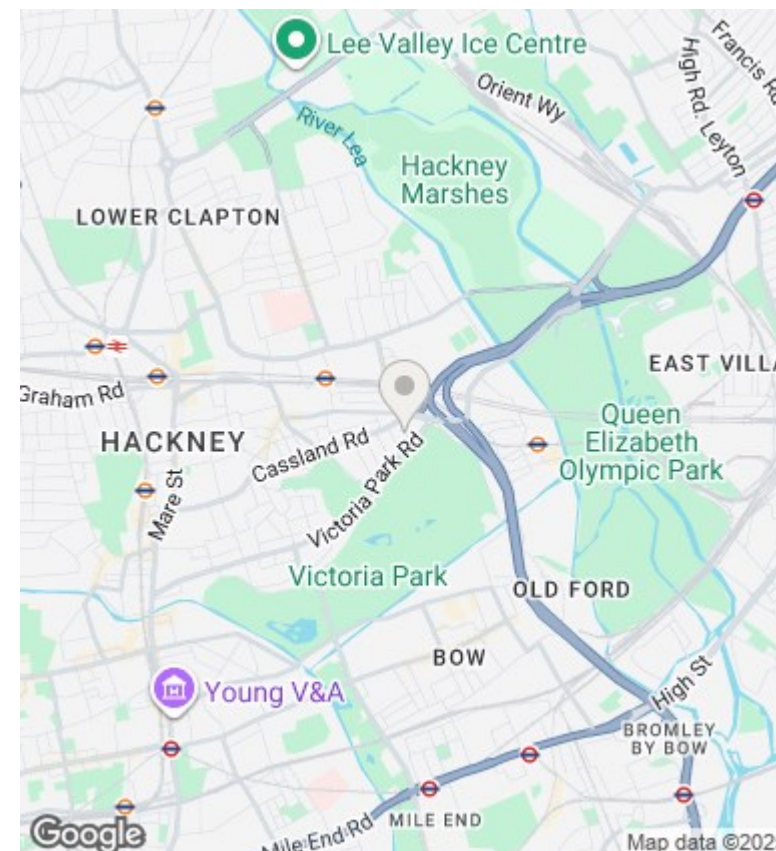 Lee Valley Ice Centre
Francis Rd
High Rd. Leyton
Orient Wy
River Lea
Hackney
Marshes
LOWER CLAPTON
EAST VILLA
Graham Rd
Queen
Elizabeth
Olympic Park
HACKNEY
Cassland Rd
Mare St
Victoria Park Rd
Victoria Park
OLD FORD
BOW
High St
Young V&A
BROMLEY
BY BOW
Google
Mile End Rd
MILE END
Map data ©202